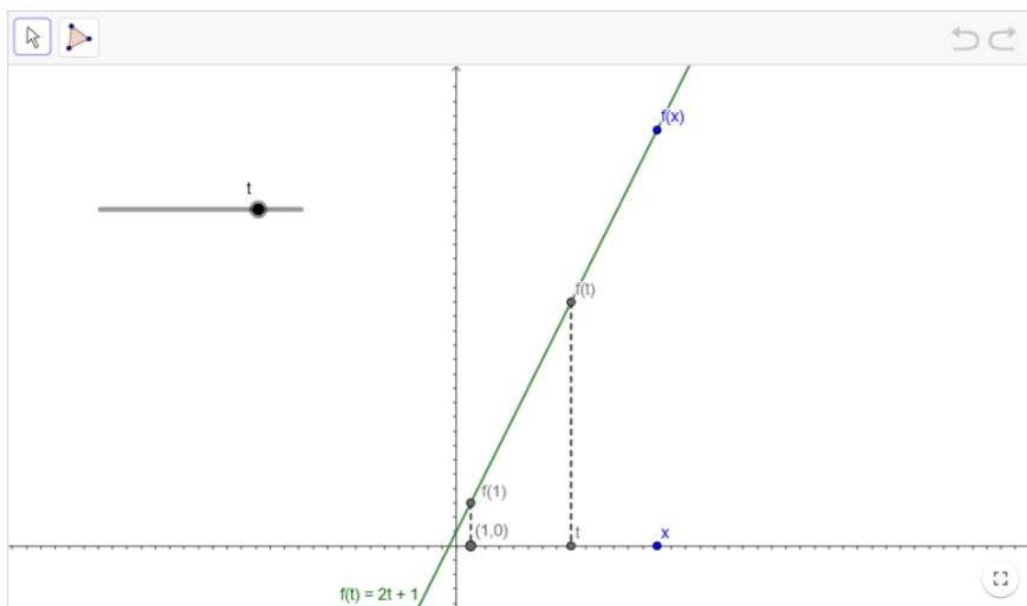 t
f(x)
f(t)
f(1)
(1,0)
t
x
f(t) = 2t + 1